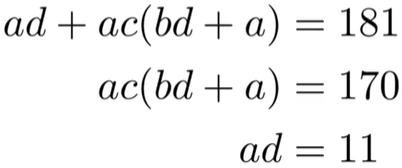 ad + ac(bd + a) = 181
ac(bd + a) = 170
ad = 11